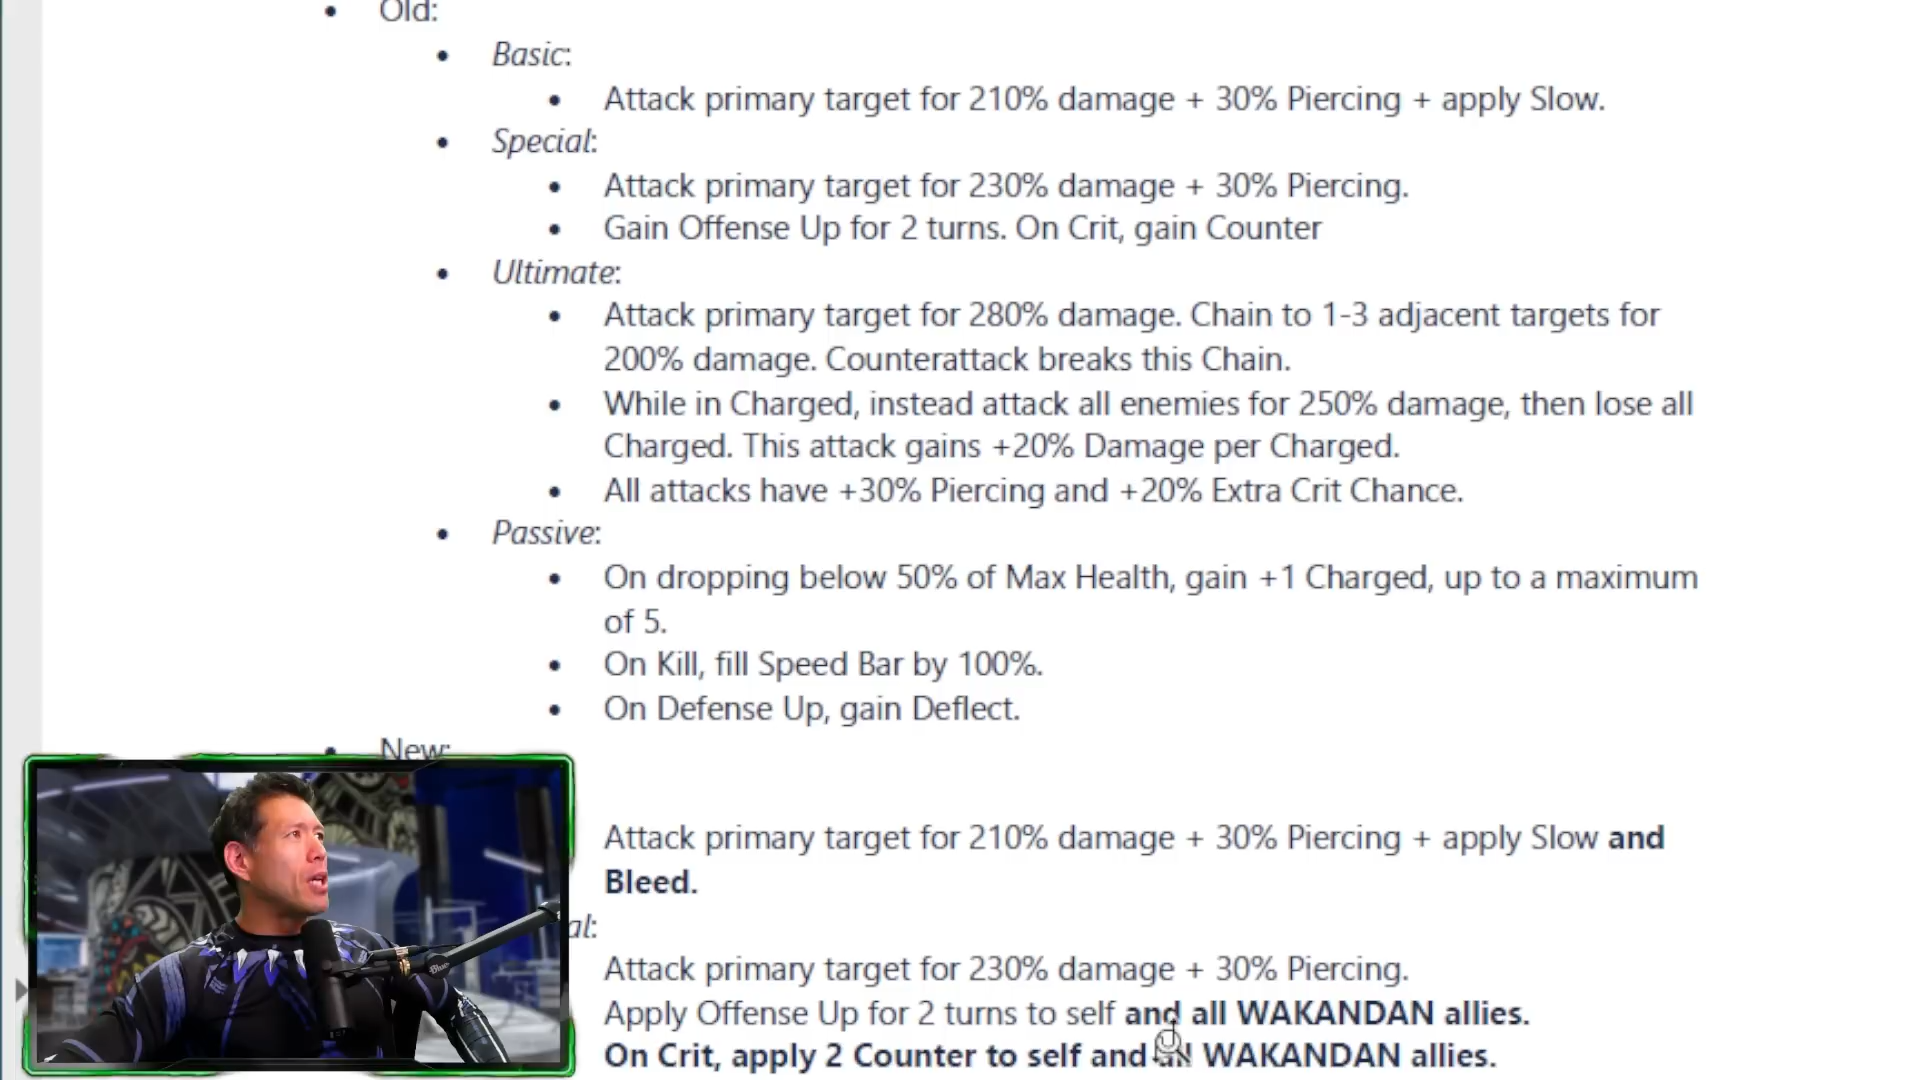 Old:
Basic:
Attack primary target for 210% damage + 30% Piercing + apply Slow.
Special:
Attack primary target for 230% damage + 30% Piercing.
Gain Offense Up for 2 turns. On Crit, gain Counter
Ultimate:
Attack primary target for 280% damage. Chain to 1-3 adjacent targets for
200% damage. Counterattack breaks this Chain.
While in Charged, instead attack all enemies for 250% damage, then lose all
Charged. This attack gains +20% Damage per Charged.
All attacks have +30% Piercing and +20% Extra Crit Chance.
Passive:
On dropping below 50% of Max Health, gain +1 Charged, up to a maximum
of 5.
On Kill, fill Speed Bar by 100%.
On Defense Up, gain Deflect.
New:
Attack primary target for 210% damage + 30% Piercing + apply Slow and
Bleed.
al:
Attack primary target for 230% damage + 30% Piercing.
Apply Offense Up for 2 turns to self and all WAKANDAN allies.
On Crit, apply 2 Counter to self and all WAKANDAN allies.
Blue